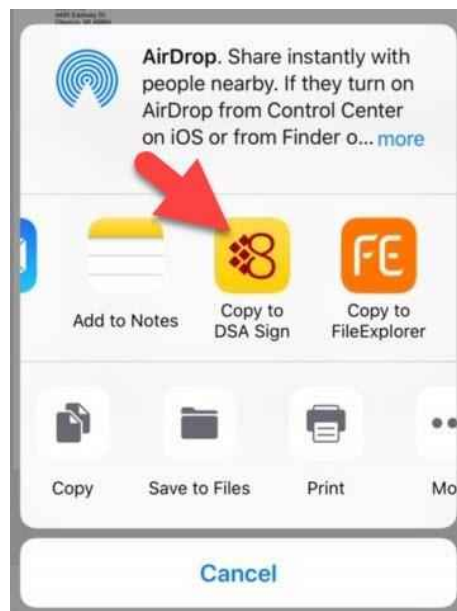 AirDrop. Share instantly with
people nearby. If they turn on
AirDrop from Control Center
on iOS or from Finder o... more
Add to Notes
Copy to
DSA Sign
FE
Copy to
FileExplorer
Copy
Save to Files
Print
Mo
Cancel